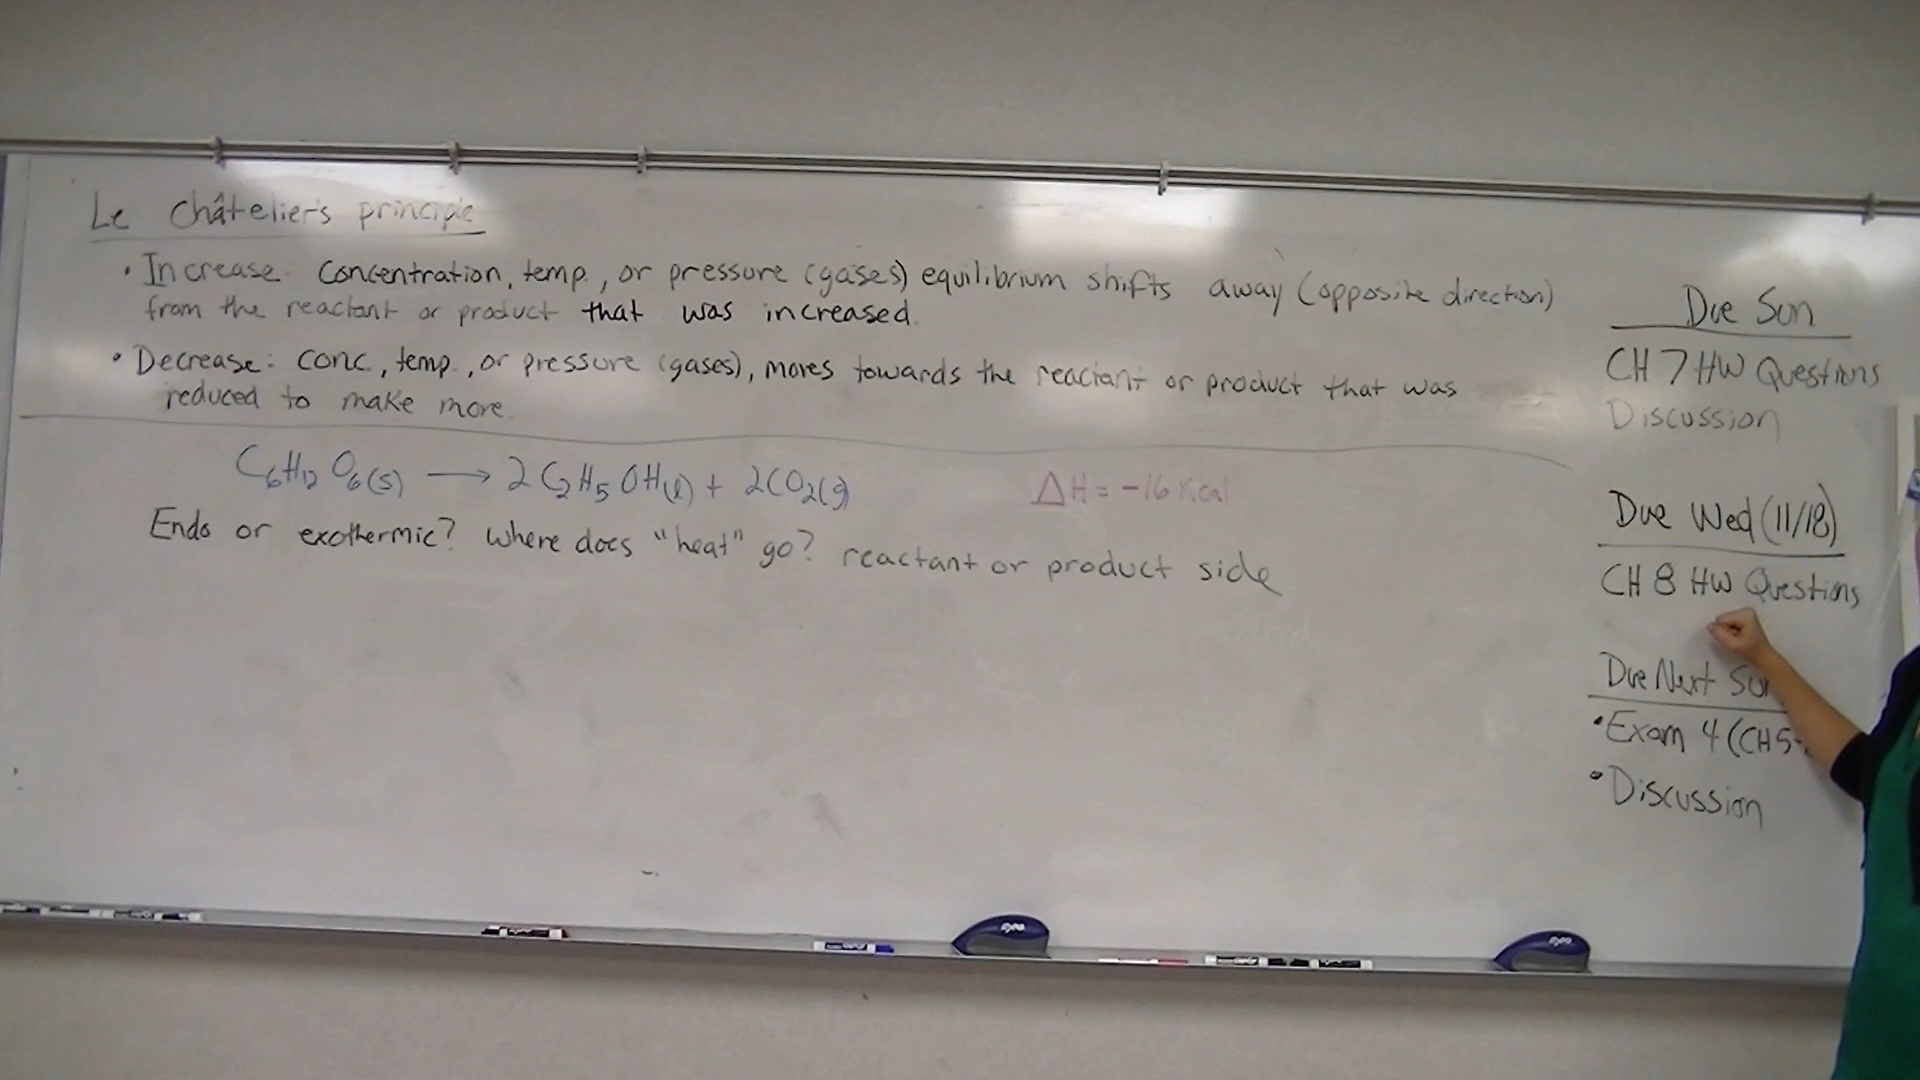 Le Châtelier's principle
• Increase: Concentration, temp., or pressure (gases) equilibrium shifts away (opposite direction)
from the reactant or product that was increased.
• Decrease: conc., temp., or pressure (gases), moves towards the reactant or product that was
reduced to make more.
C₆H₁₂O₆(s) → 2C₂H₅OH(l) + 2CO₂(g) ΔH = -16 Kcal
Endo or exothermic? Where does "heat" go? reactant or product side
Due Sun
CH 7 HW Questions
Discussion
Due Wed (11/18)
CH 8 HW Questions
Due Next Sun
• Exam 4 (CH5-
• Discussion
expo
expo